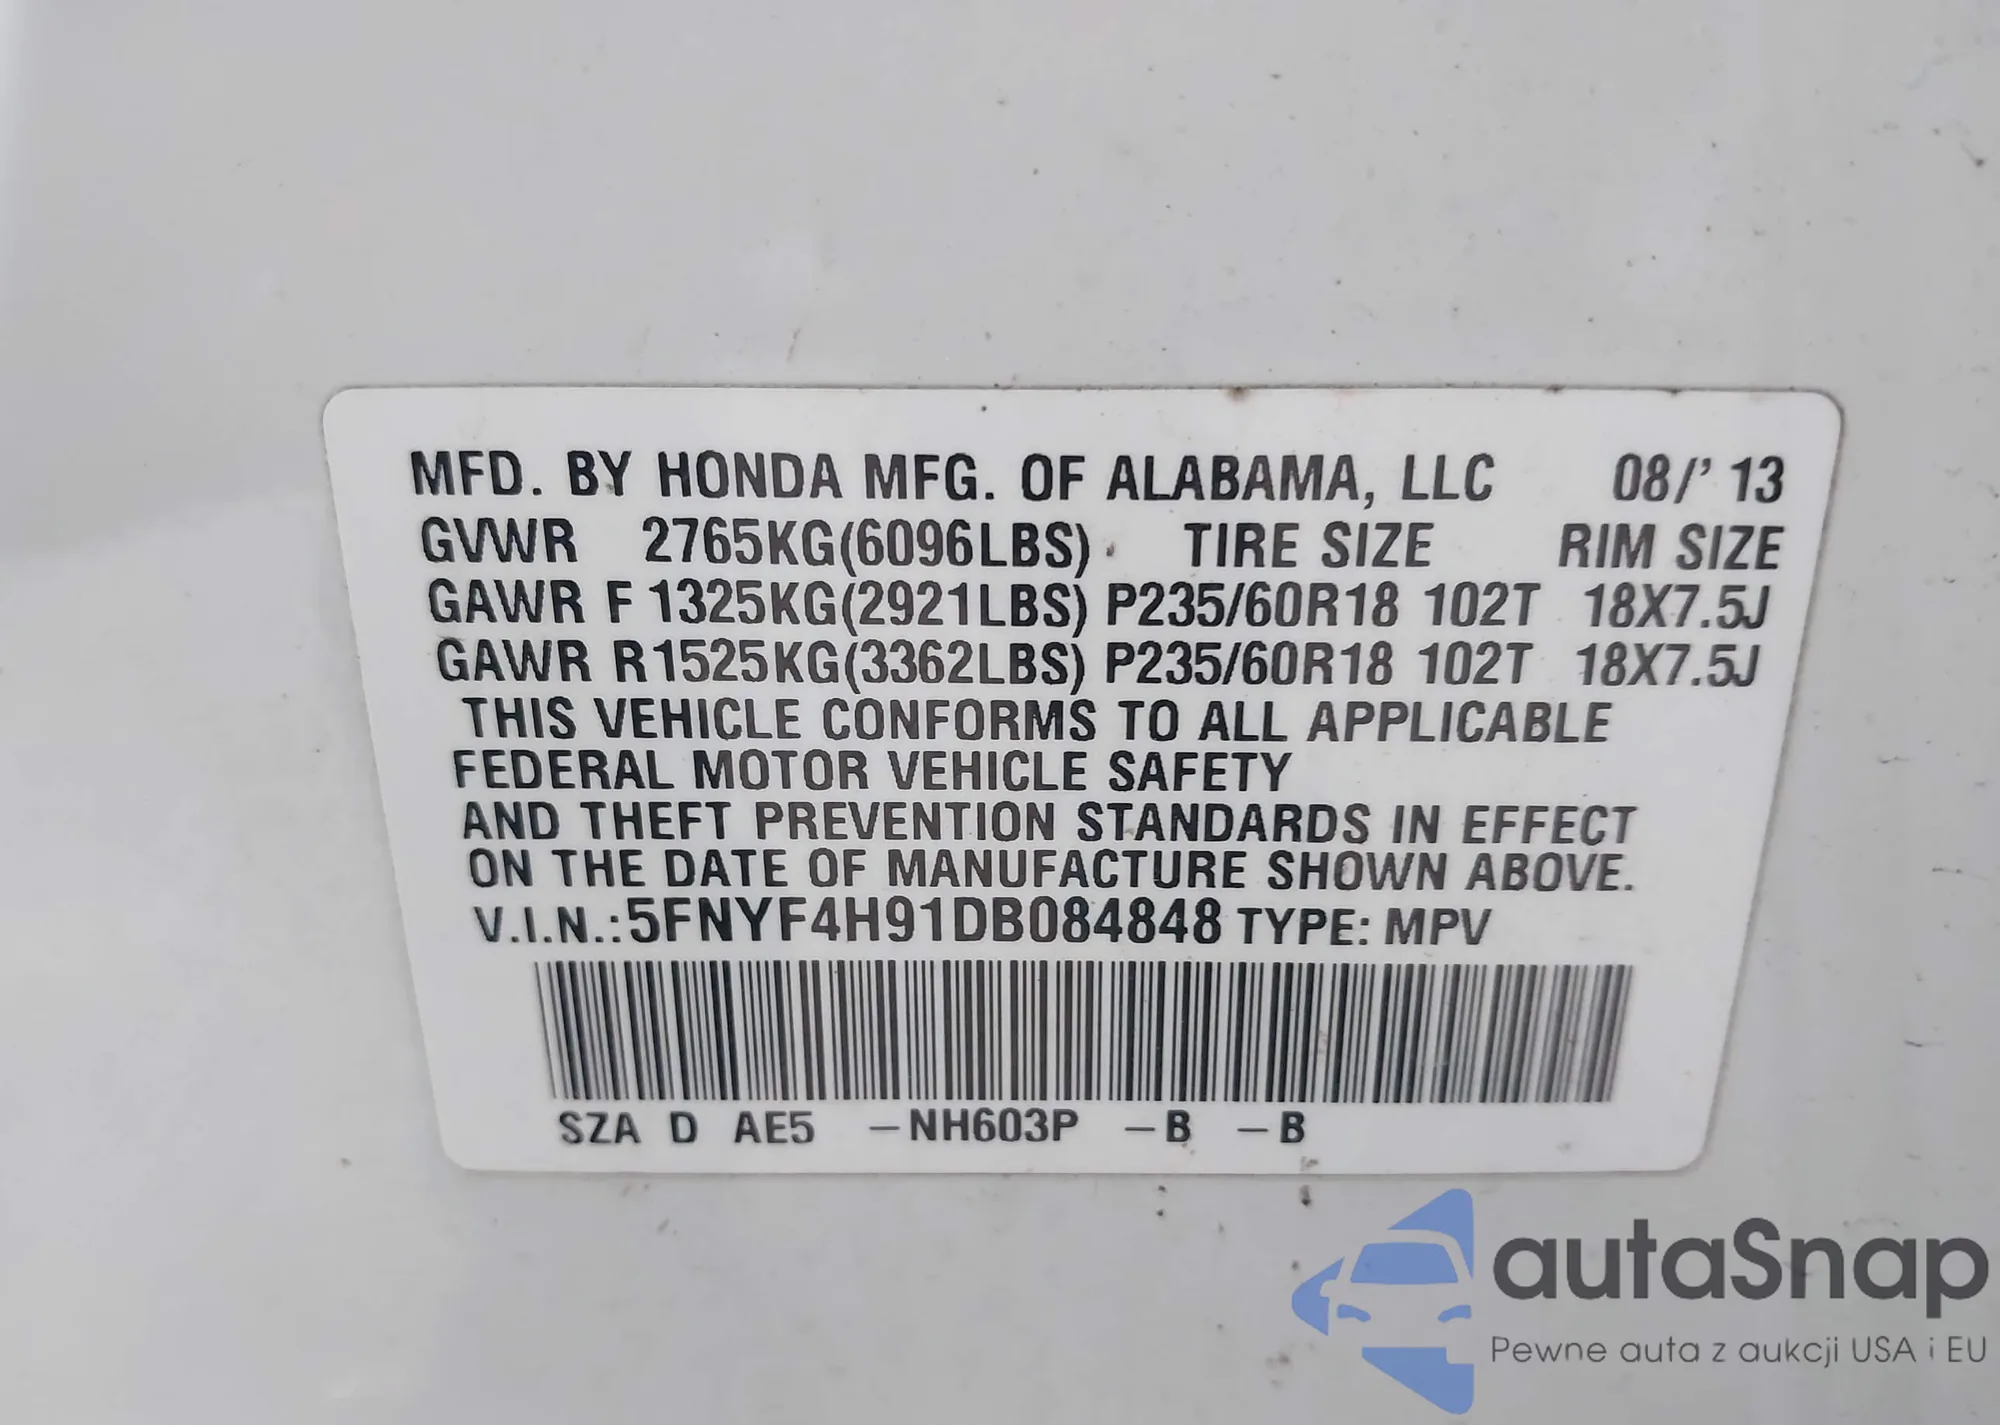 MFD. BY HONDA MFG. OF ALABAMA, LLC 08/'13
GVWR 2765KG(6096LBS) TIRE SIZE RIM SIZE
GAWR F 1325KG(2921LBS) P235/60R18 102T 18X7.5J
GAWR R 1525KG(3362LBS) P235/60R18 102T 18X7.5J
THIS VEHICLE CONFORMS TO ALL APPLICABLE
FEDERAL MOTOR VEHICLE SAFETY
AND THEFT PREVENTION STANDARDS IN EFFECT
ON THE DATE OF MANUFACTURE SHOWN ABOVE.
V.I.N.:5FNYF4H91DB084848 TYPE: MPV
SZA D AE5 –NH603P –B –B
autaSnap
Pewne auta z aukcji USA i EU